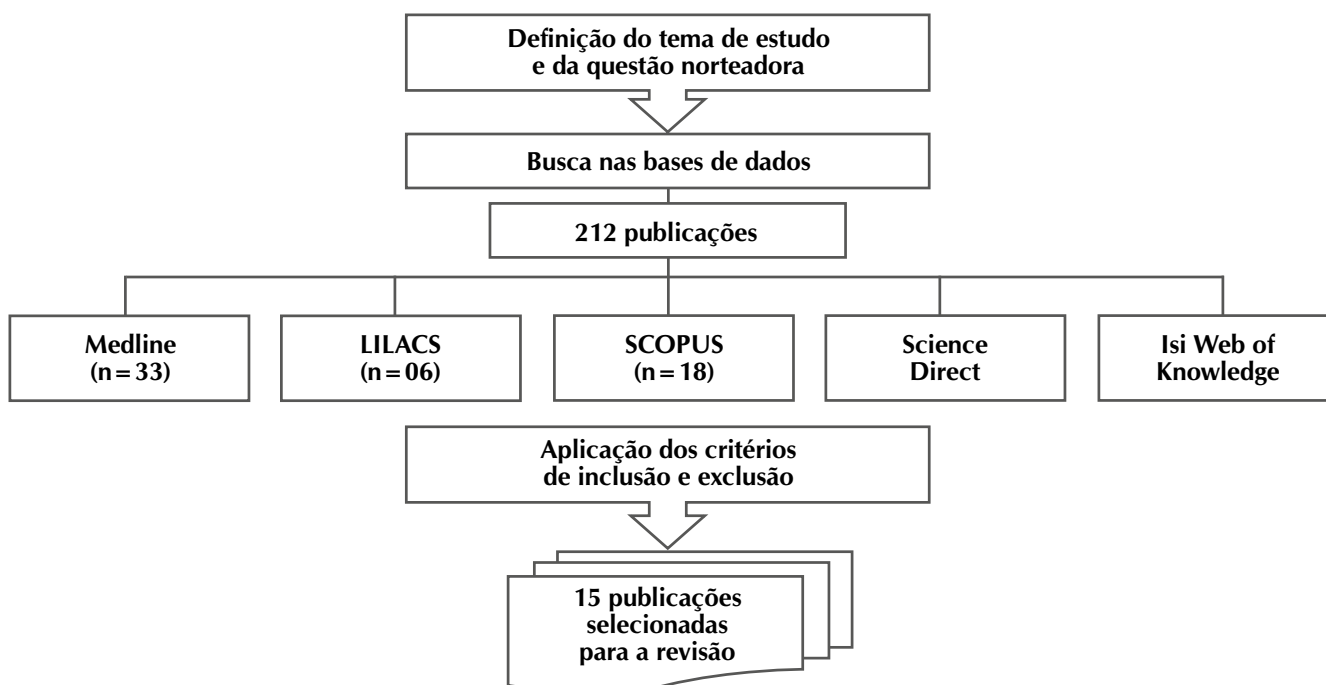 Definição do tema de estudo
e da questão norteadora
Busca nas bases de dados
212 publicações
Medline
(n = 33)
LILACS
(n = 06)
SCOPUS
(n = 18)
Science
Direct
Isi Web of
Knowledge
Aplicação dos critérios
de inclusão e exclusão
15 publicações
selecionadas
para a revisão